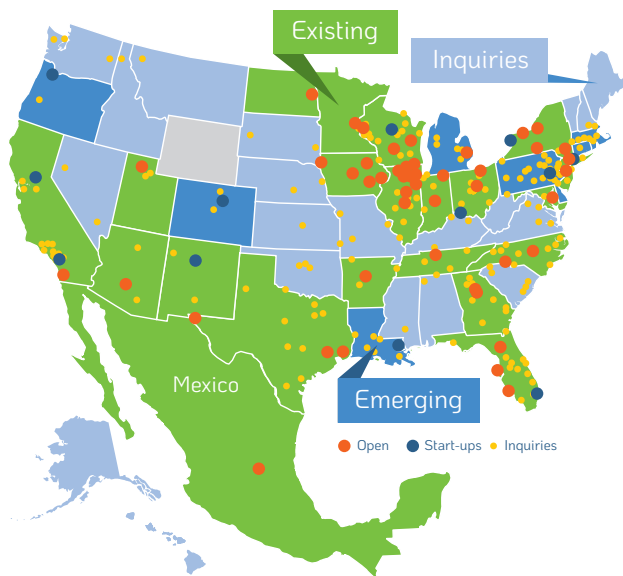 Existing
Inquiries
Mexico
Emerging
Open
Start-ups
Inquiries